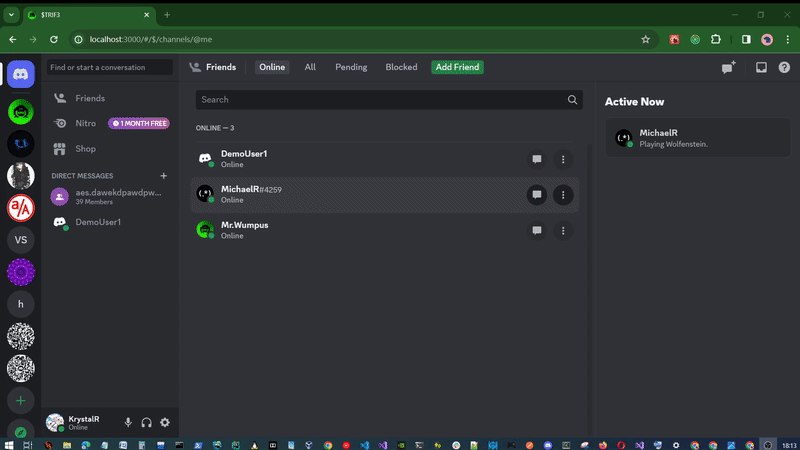 $TRIF3
localhost:3000/#/$/channels/@me
Find or start a conversation
Friends
Online
All
Pending
Blocked
Add Friend
Friends
Nitro
1 MONTH FREE
Shop
DIRECT MESSAGES
aes.dawekdpawdpw...
39 Members
DemoUser1
Search
ONLINE — 3
DemoUser1
Online
MichaelR#4259
Online
Mr.Wumpus
Online
Active Now
(.*)
MichaelR
Playing Wolfenstein.
(.*)
VS
h
KrystalR
Online
18:13